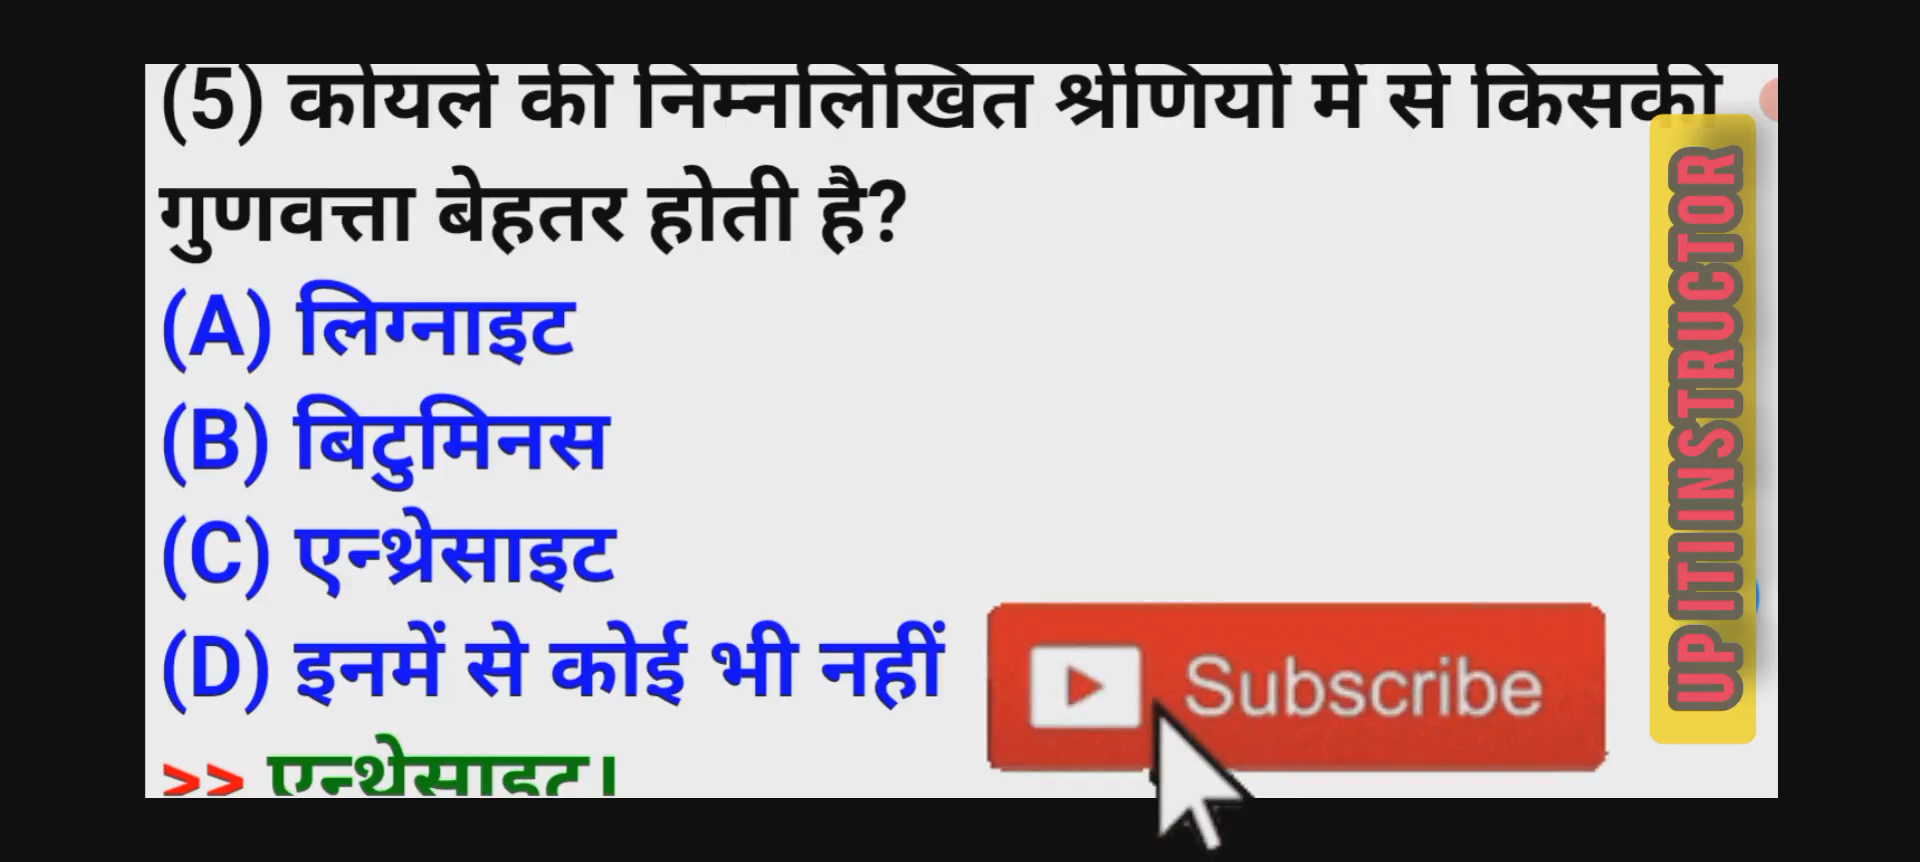 (5) कोयले की निम्नलिखित श्रेणियों में से किसकी
गुणवत्ता बेहतर होती है?
(A) लिग्नाइट
(B) बिटुमिनस
(C) एन्थ्रेसाइट
(D) इनमें से कोई भी नहीं
>> एन्थ्रेसाइट।
Subscribe
UP ITI INSTRUCTOR